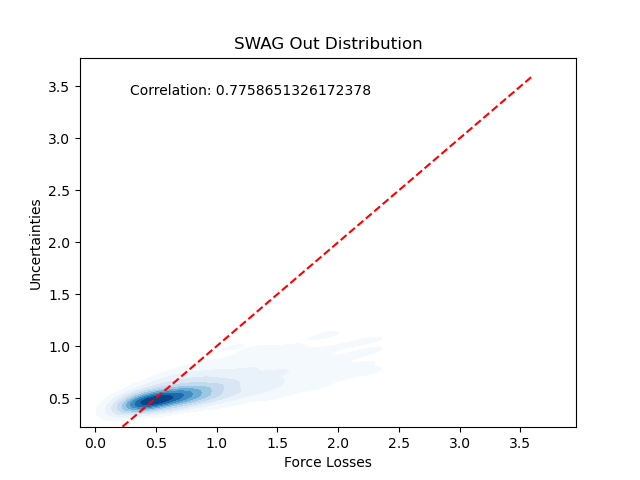 SWAG Out Distribution
Correlation: 0.7758651326172378
3.5
3.0
2.5
2.0
1.5
1.0
0.5
Uncertainties
0.0 0.5 1.0 1.5 2.0 2.5 3.0 3.5
Force Losses